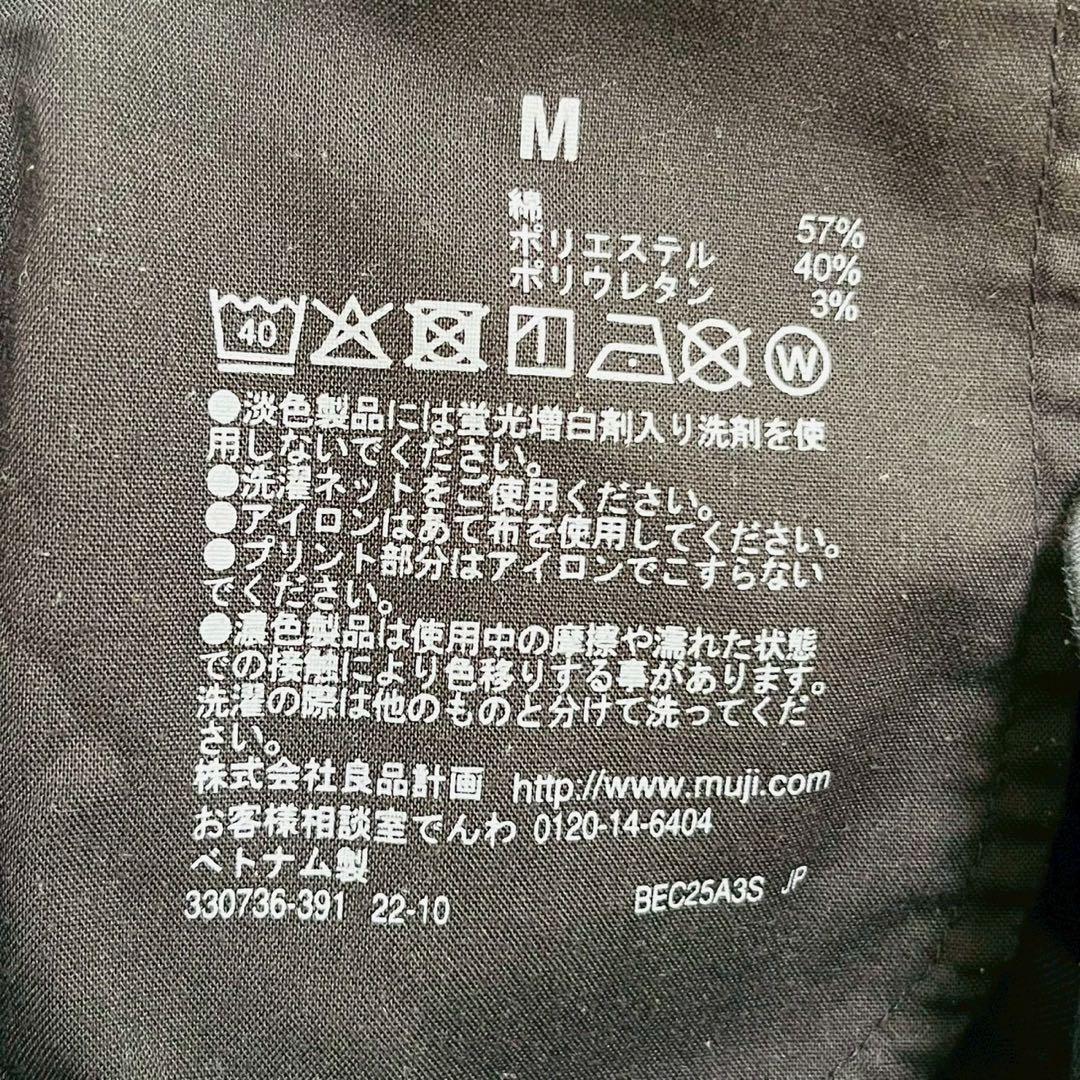 M
綿 57%
ポリエステル 40%
ポリウレタン 3%
40 W
●淡色製品には蛍光増白剤入り洗剤を使
用しないでください。
●洗濯ネットをご使用ください。
●アイロンはあて布を使用してください。
●プリント部分はアイロンでこすらない
でください。
●濃色製品は使用中の摩擦や濡れた状態
での接触により色移りする事があります。
洗濯の際は他のものと分けて洗ってくだ
さい。
株式会社良品計画 http://www.muji.com
お客様相談室でんわ 0120-14-6404
ベトナム製
330736-391 22-10 BEC25A3S JP